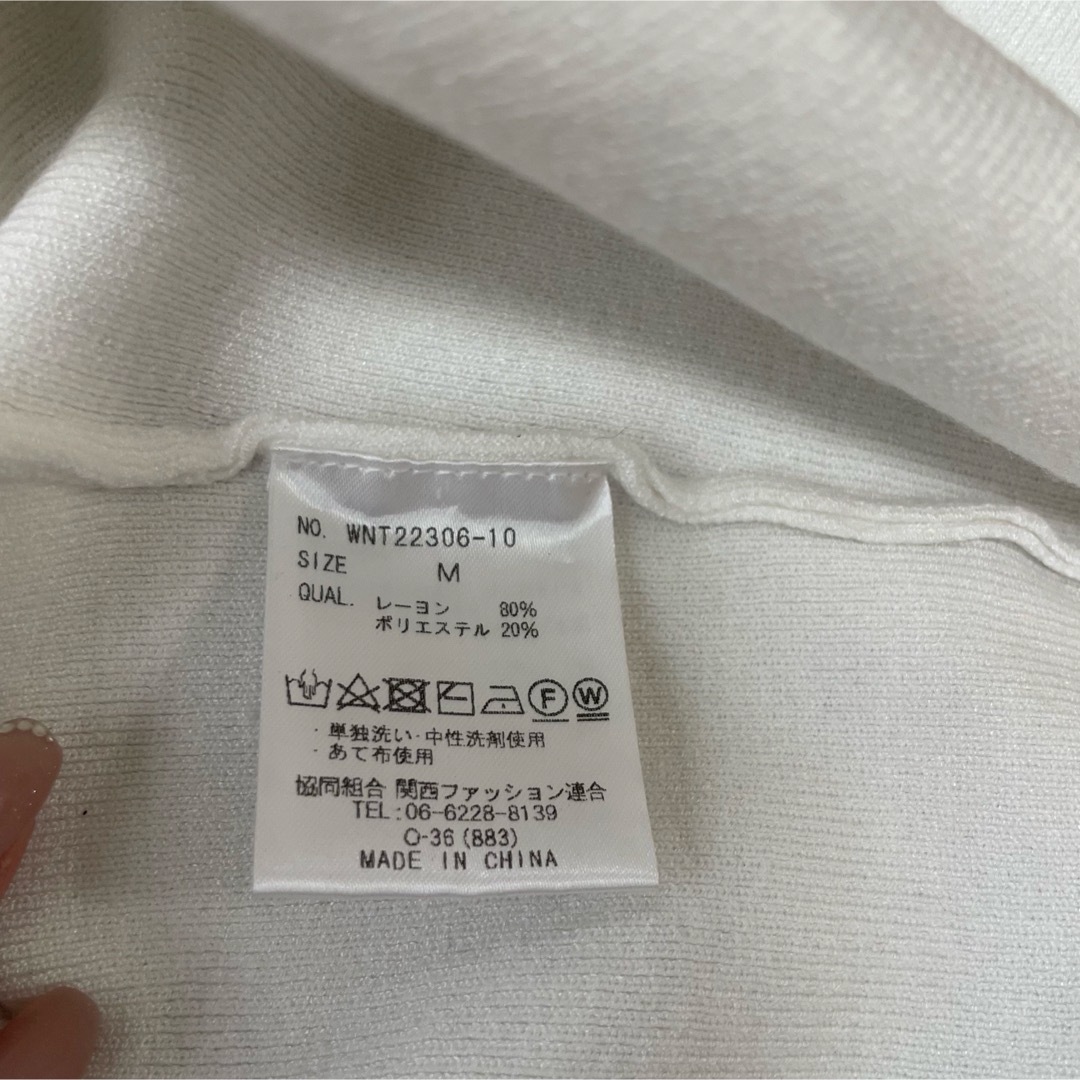 NO. WNT22306-10
SIZE M
QUAL. レーヨン 80%
ポリエステル 20%
F W
・単独洗い・中性洗剤使用
・あて布使用
協同組合 関西ファッション連合
TEL:06-6228-8139
O-36 (883)
MADE IN CHINA